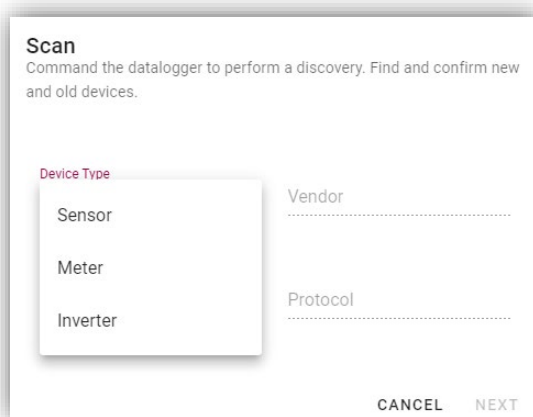 Scan
Command the datalogger to perform a discovery. Find and confirm new
and old devices.
Device Type
Sensor
Meter
Inverter
Vendor
Protocol
CANCEL NEXT